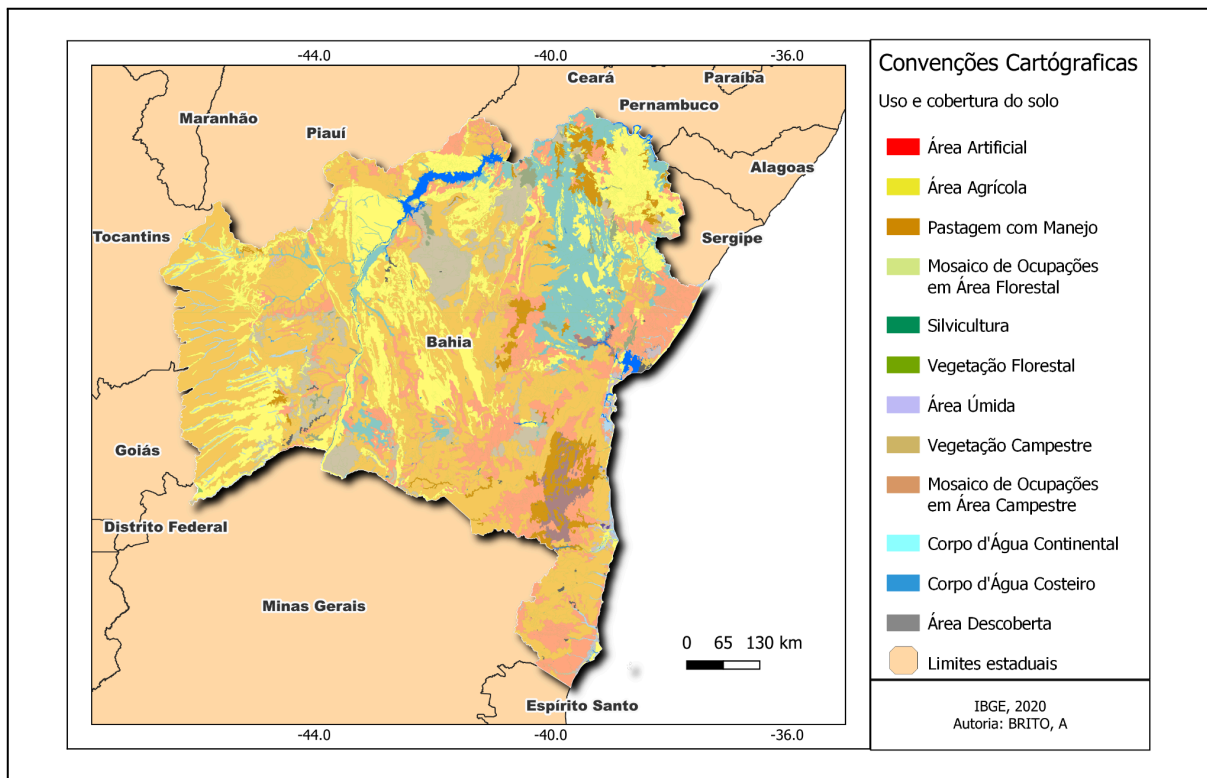 -44.0
-40.0
-36.0
Ceará
Paraíba
Pernambuco
Maranhão
Piauí
Alagoas
Tocantins
Sergipe
Bahia
Goiás
Distrito Federal
Minas Gerais
0 65 130 km
Espírito Santo
-44.0
-40.0
-36.0
Convenções Cartógraficas
Uso e cobertura do solo
Área Artificial
Área Agrícola
Pastagem com Manejo
Mosaico de Ocupações
em Área Florestal
Silvicultura
Vegetação Florestal
Área Úmida
Vegetação Campestre
Mosaico de Ocupações
em Área Campestre
Corpo d'Água Continental
Corpo d'Água Costeiro
Área Descoberta
Limites estaduais
IBGE, 2020
Autoria: BRITO, A